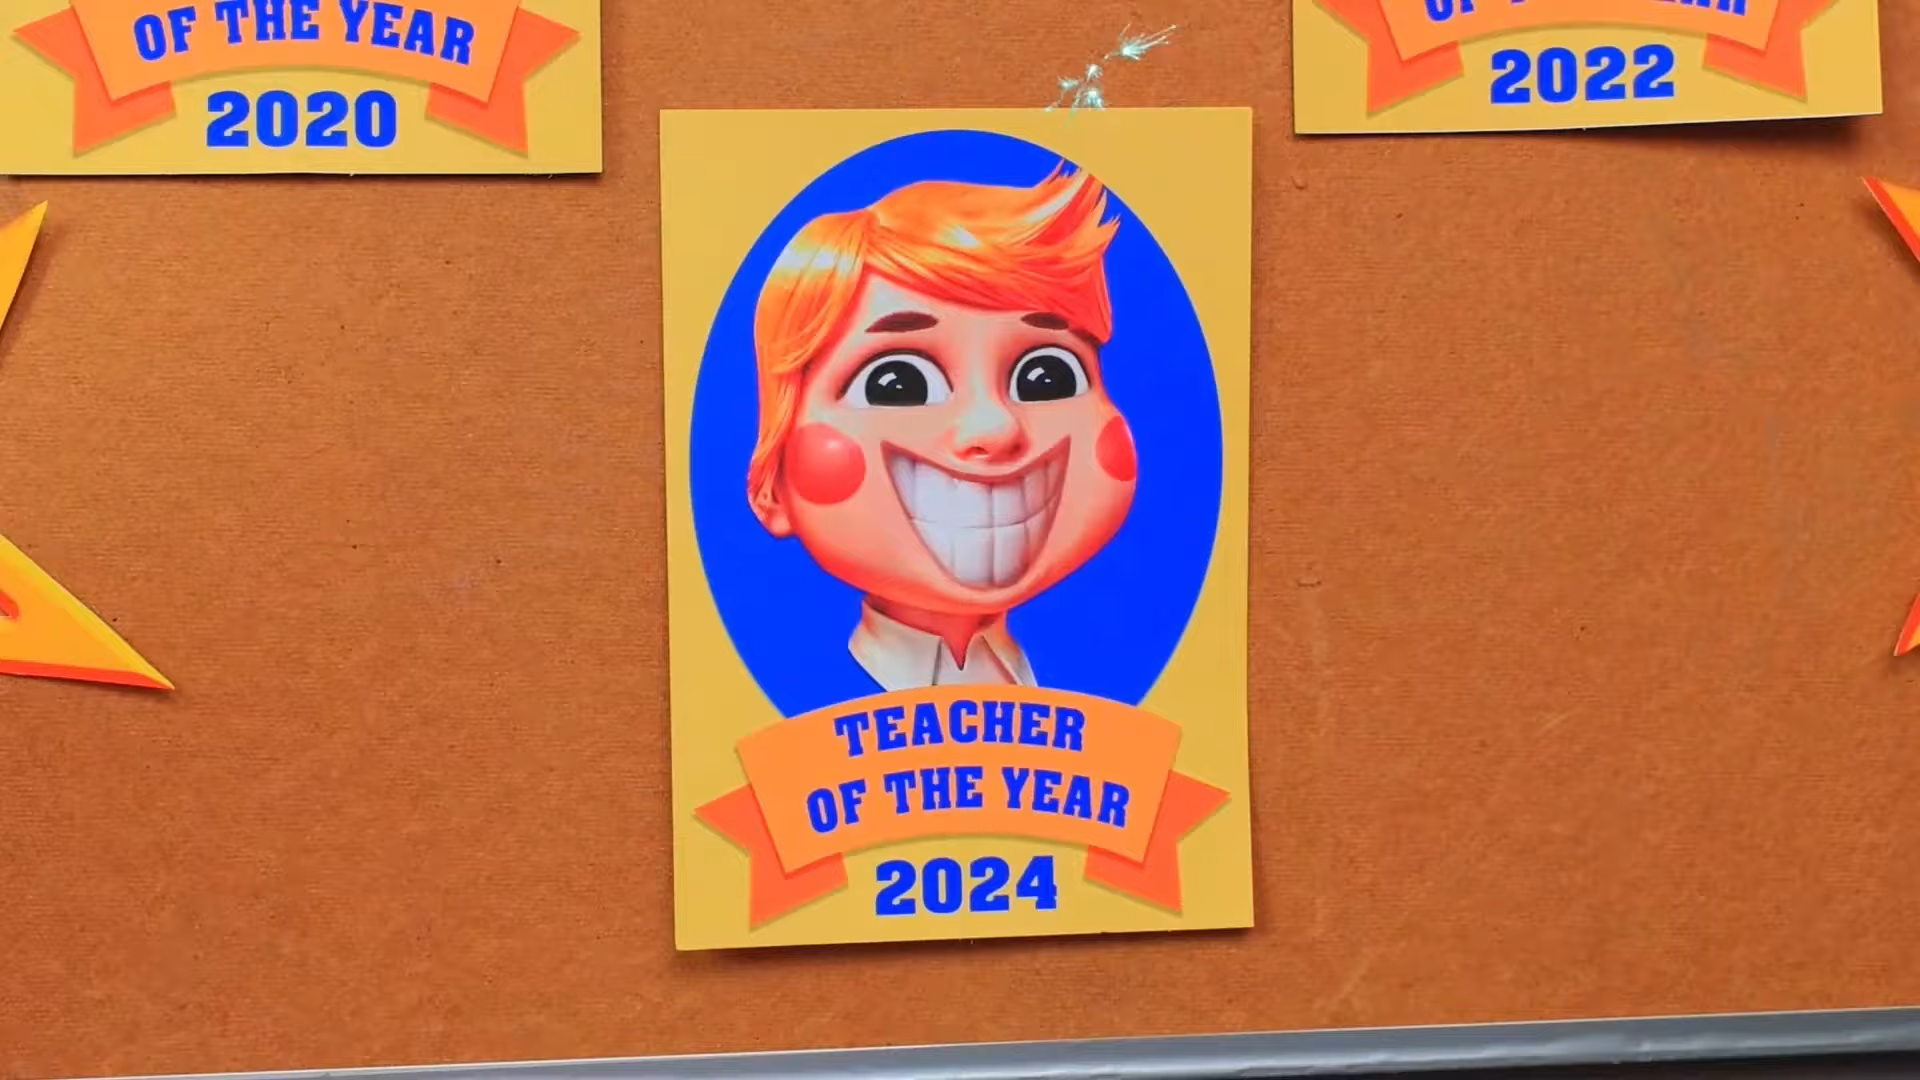 OF THE YEAR
2020
2022
TEACHER
OF THE YEAR
2024